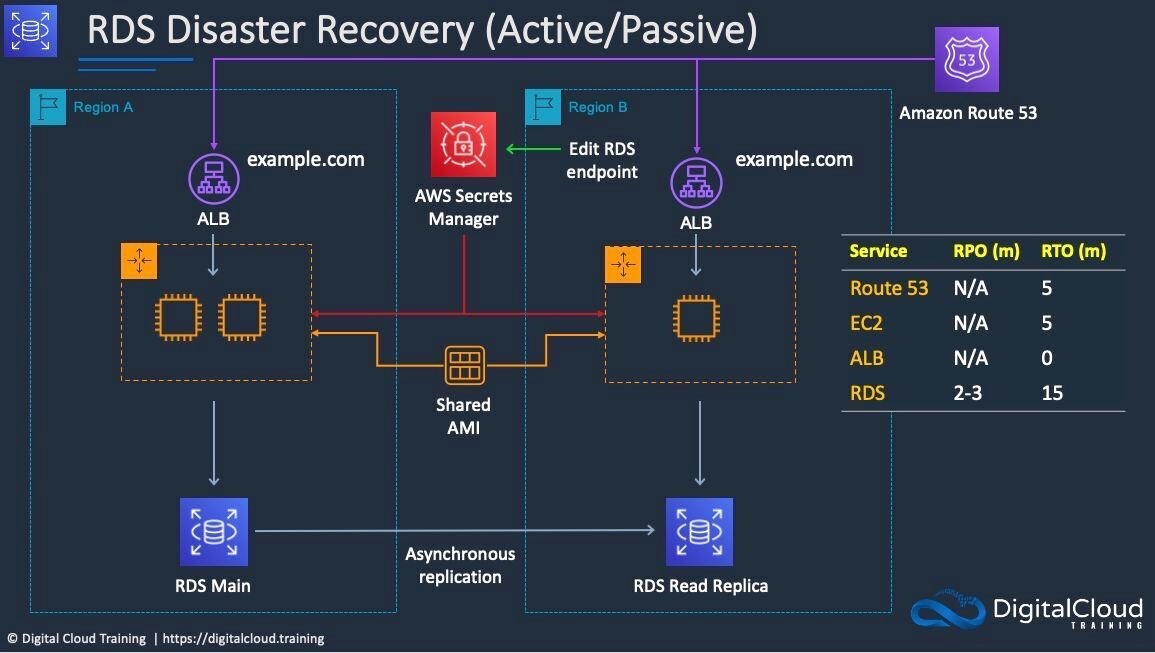 RDS Disaster Recovery (Active/Passive)
53
Amazon Route 53
Region A
Region B
example.com
ALB
AWS Secrets
Manager
Edit RDS
endpoint
example.com
ALB
Service RPO (m) RTO (m)
Route 53 N/A 5
EC2 N/A 5
ALB N/A 0
RDS 2-3 15
Shared
AMI
Asynchronous
replication
RDS Main
RDS Read Replica
DigitalCloud
TRAINING
© Digital Cloud Training | https://digitalcloud.training